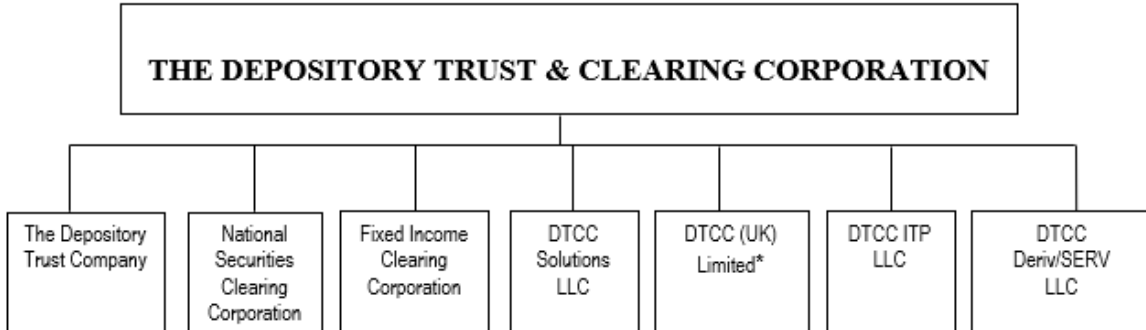 THE DEPOSITORY TRUST & CLEARING CORPORATION
The Depository
Trust Company
National
Securities
Clearing
Corporation
Fixed Income
Clearing
Corporation
DTCC
Solutions
LLC
DTCC (UK)
Limited*
DTCC ITP
LLC
DTCC
Deriv/SERV
LLC